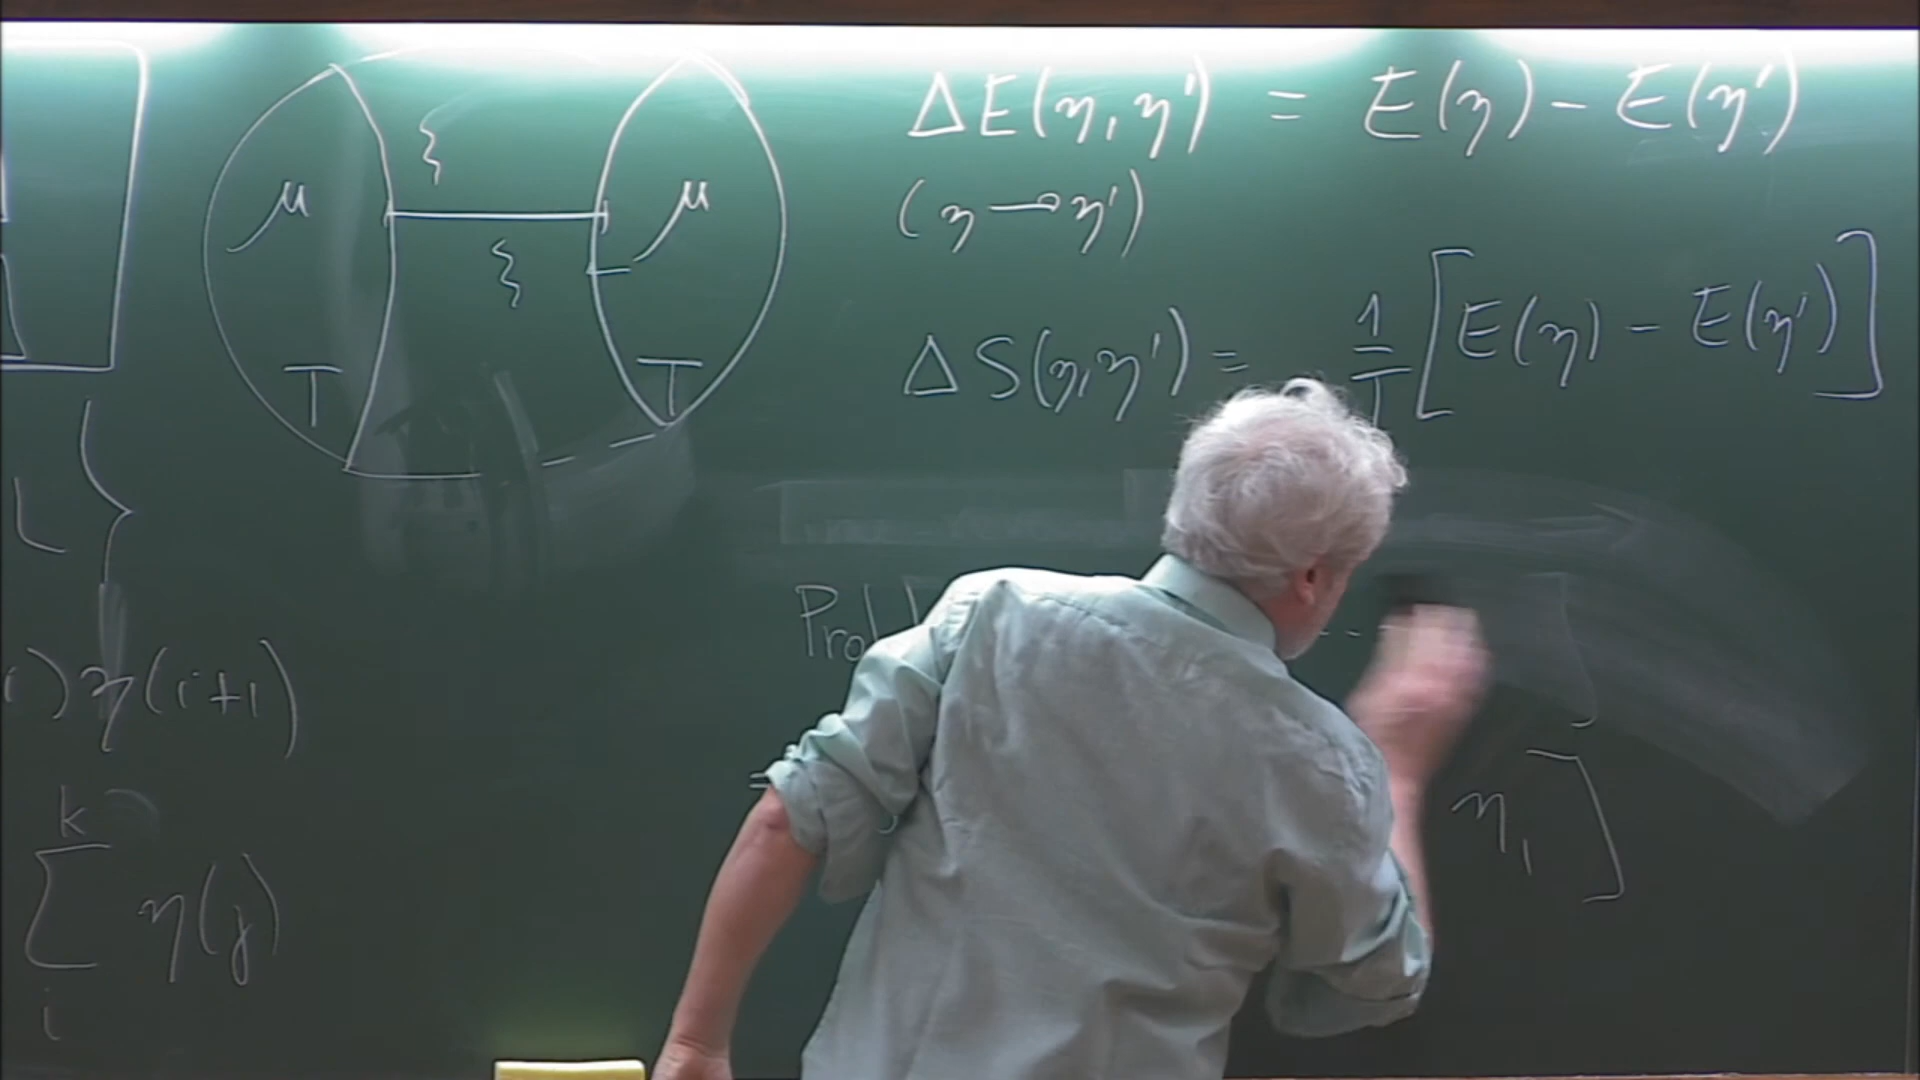 μ μ
T T
ΔE(η,η') = E(η) - E(η')
(η → η')
ΔS(η,η') = 1/T [E(η) - E(η')]
)η(i+1)
k
Σ η(j)
i
η₁ ]